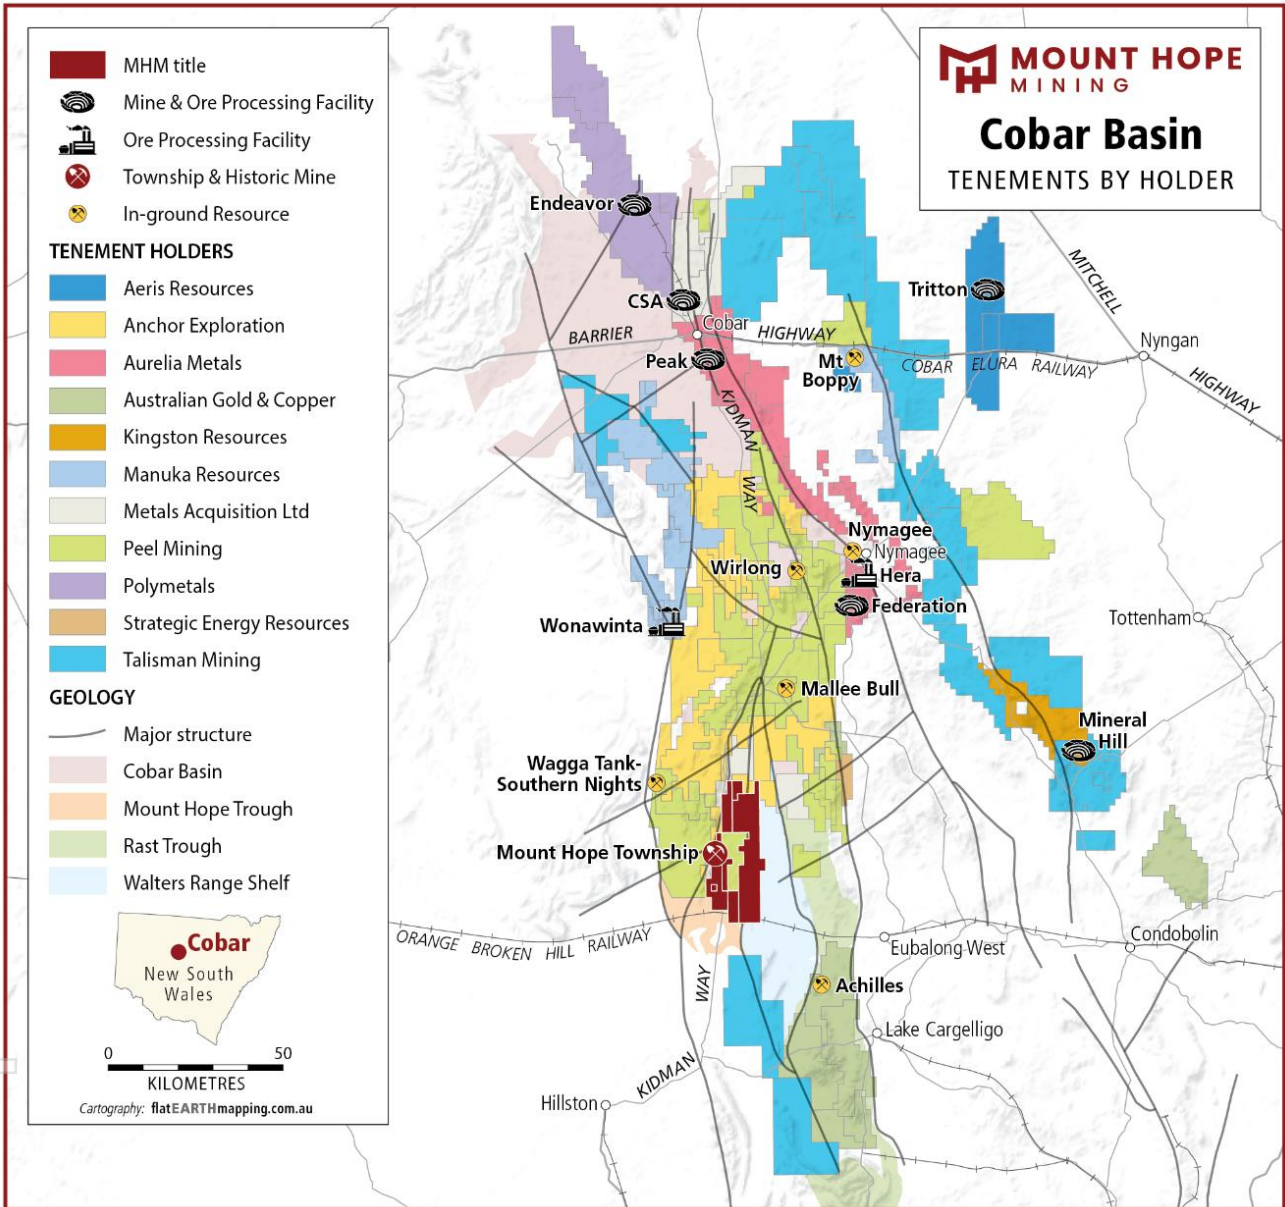 MHM title
Mine & Ore Processing Facility
Ore Processing Facility
Township & Historic Mine
In-ground Resource
TENEMENT HOLDERS
Aeris Resources
Anchor Exploration
Aurelia Metals
Australian Gold & Copper
Kingston Resources
Manuka Resources
Metals Acquisition Ltd
Peel Mining
Polymetals
Strategic Energy Resources
Talisman Mining
GEOLOGY
Major structure
Cobar Basin
Mount Hope Trough
Rast Trough
Walters Range Shelf
Cobar
New South
Wales
0 50
KILOMETRES
Cartography: flatEARTHmapping.com.au
MOUNT HOPE
MINING
Cobar Basin
TENEMENTS BY HOLDER
Endeavor
CSA
Cobar
BARRIER HIGHWAY
Peak
Mt
Boppy
Tritton
MITCHELL
HIGHWAY
Nyngan
COBAR ELURA RAILWAY
KIDMAN
WAY
Nymagee
Nymagee
Wirlong
Hera
Federation
Wonawinta
Tottenham
Mallee Bull
Mineral
Hill
Wagga Tank-
Southern Nights
Mount Hope Township
ORANGE BROKEN HILL RAILWAY
Eubalong West
Condobolin
WAY
Achilles
Lake Cargelligo
KIDMAN
Hillston